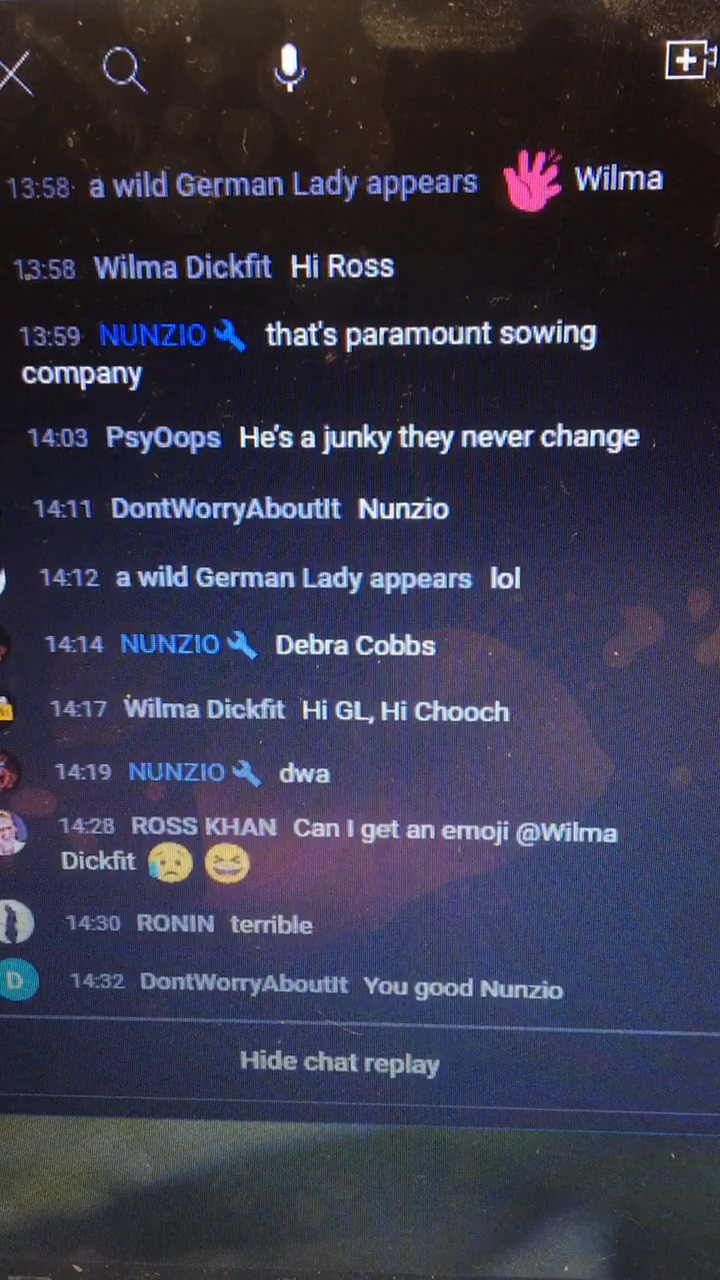 13:58 a wild German Lady appears Wilma
13:58 Wilma Dickfit Hi Ross
13:59 NUNZIO that's paramount sowing
company
14:03 PsyOops He's a junky they never change
14:11 DontWorryAboutIt Nunzio
14:12 a wild German Lady appears lol
14:14 NUNZIO Debra Cobbs
14:17 Wilma Dickfit Hi GL, Hi Chooch
14:19 NUNZIO dwa
14:28 ROSS KHAN Can I get an emoji @Wilma
Dickfit 😥 😆
14:30 RONIN terrible
D 14:32 DontWorryAboutIt You good Nunzio
Hide chat replay